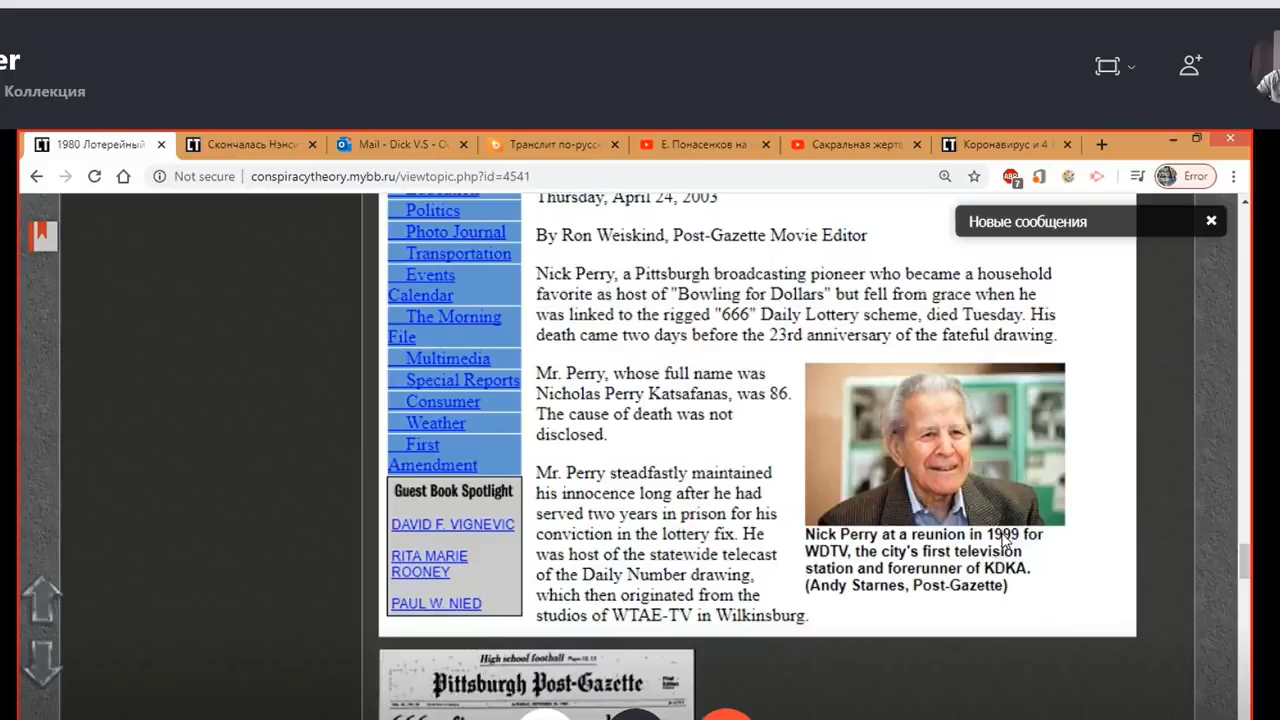 er
Коллекция
1980 Лотерейный
Скончалась Нэнси
Mail - Dick V.S - O
Транслит по-русс
Е. Понасенков на
Сакральная жертв
Коронавирус и 4
Not secure
conspiracytheory.mybb.ru/viewtopic.php?id=4541
7
Error
Новые сообщения
Politics
Photo Journal
Transportation
Events
Calendar
The Morning
File
Multimedia
Special Reports
Consumer
Weather
First
Amendment
Guest Book Spotlight
DAVID F. VIGNEVIC
RITA MARIE
ROONEY
PAUL W. NIED
Thursday, April 24, 2003
By Ron Weiskind, Post-Gazette Movie Editor
Nick Perry, a Pittsburgh broadcasting pioneer who became a household
favorite as host of "Bowling for Dollars" but fell from grace when he
was linked to the rigged "666" Daily Lottery scheme, died Tuesday. His
death came two days before the 23rd anniversary of the fateful drawing.
Mr. Perry, whose full name was
Nicholas Perry Katsafanas, was 86.
The cause of death was not
disclosed.
Mr. Perry steadfastly maintained
his innocence long after he had
served two years in prison for his
conviction in the lottery fix. He
was host of the statewide telecast
of the Daily Number drawing,
which then originated from the
studios of WTAE-TV in Wilkinsburg.
Nick Perry at a reunion in 1999 for
WDTV, the city's first television
station and forerunner of KDKA.
(Andy Starnes, Post-Gazette)
High school football
Pittsburgh Post-Gazette